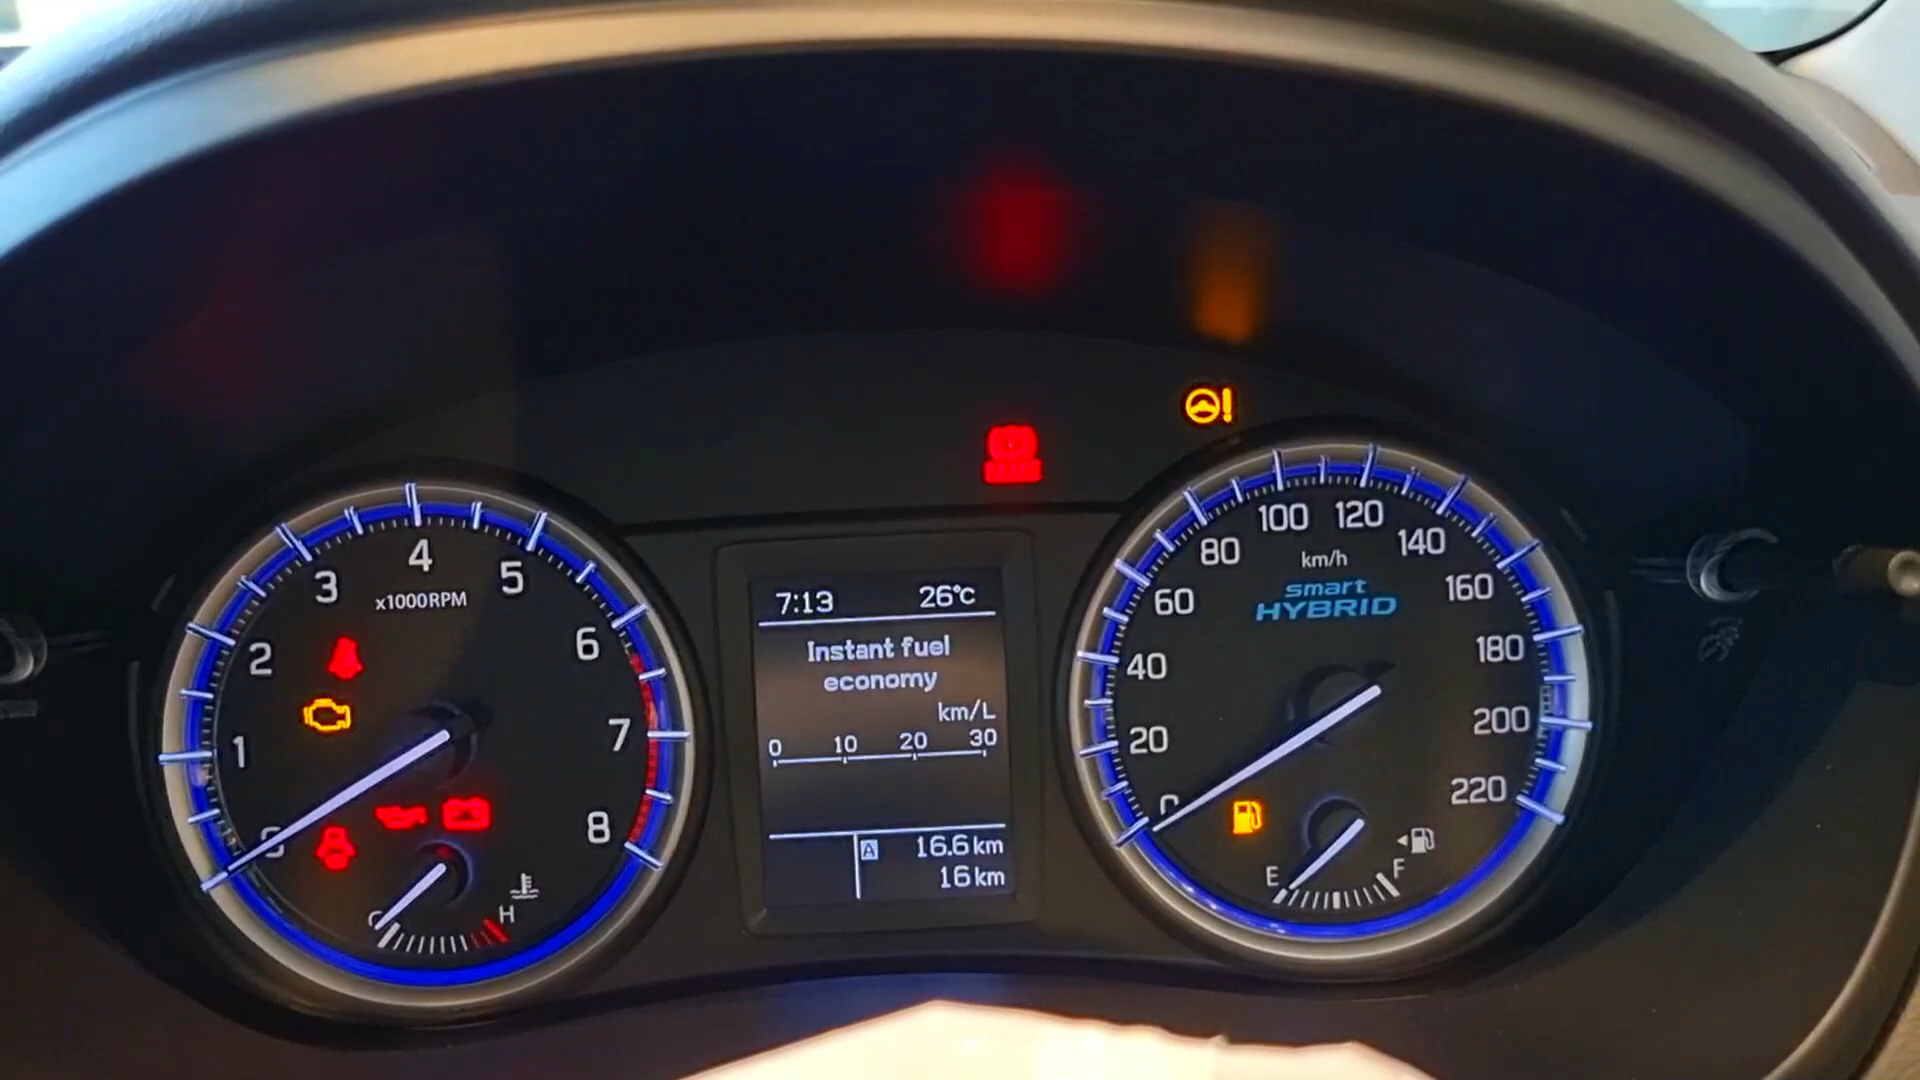 4
3
5
x1000RPM
2
6
1
7
0
8
C
H
7:13 26°C
Instant fuel
economy
km/L
0 10 20 30
A 16.6 km
16 km
100 120
80 140
km/h
smart
HYBRID
60 160
40 180
20 200
0 220
E F